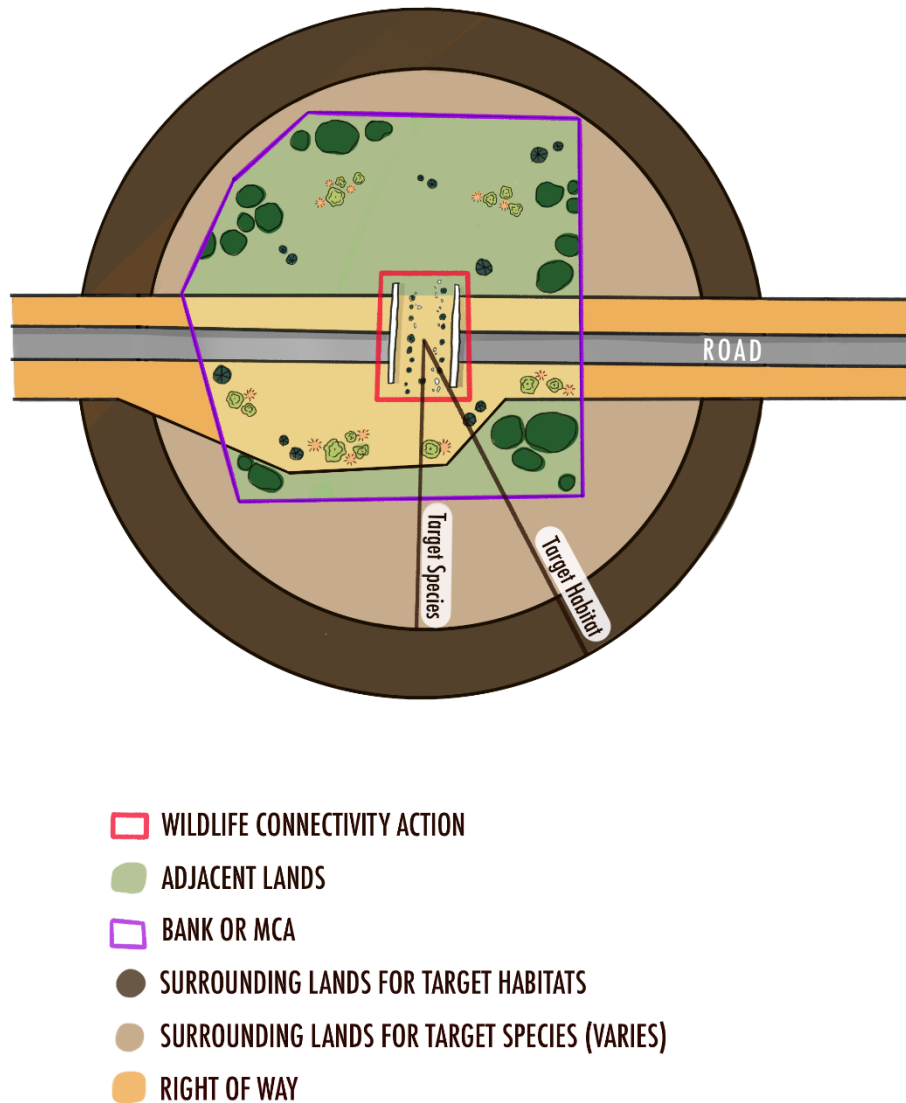 ROAD
Target Species
Target Habitat
WILDLIFE CONNECTIVITY ACTION
ADJACENT LANDS
BANK OR MCA
SURROUNDING LANDS FOR TARGET HABITATS
SURROUNDING LANDS FOR TARGET SPECIES (VARIES)
RIGHT OF WAY